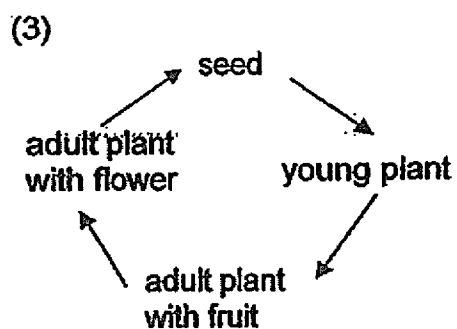 (3)
seed
adult plant
with flower
young plant
adult plant
with fruit